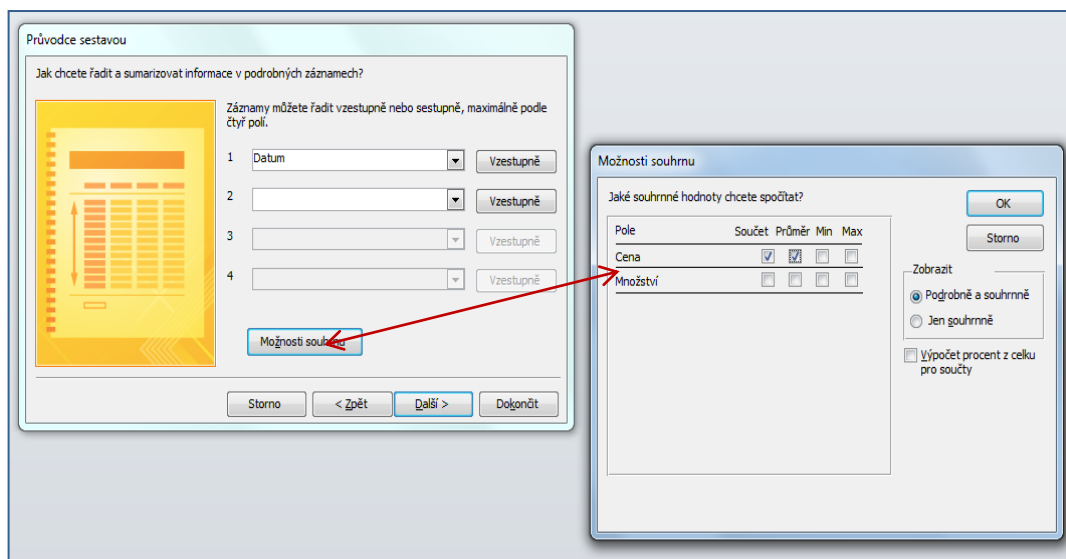 Průvodce sestavou
Jak chcete řadit a sumarizovat informace v podrobných záznamech?
Záznamy můžete řadit vzestupně nebo sestupně, maximálně podle
čtyř polí.
1 Datum Vzestupně
2 Vzestupně
3 Vzestupně
4 Vzestupně
Možnosti souhrnu
Storno < Zpět Další > Dokončit
Možnosti souhrnu
Jaké souhrnné hodnoty chcete spočítat?
OK
Storno
Pole Součet Průměr Min Max
Cena
Množství
Zobrazit
Podrobně a souhrnně
Jen souhrnně
Výpočet procent z celku
pro součty